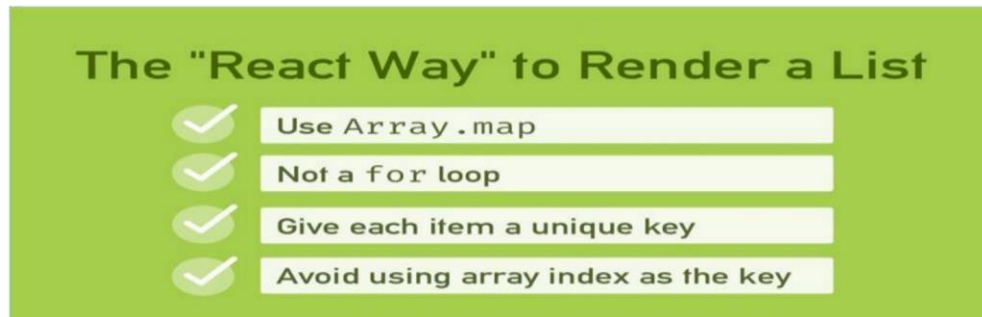 The "React Way" to Render a List
Use Array.map
Not a for loop
Give each item a unique key
Avoid using array index as the key